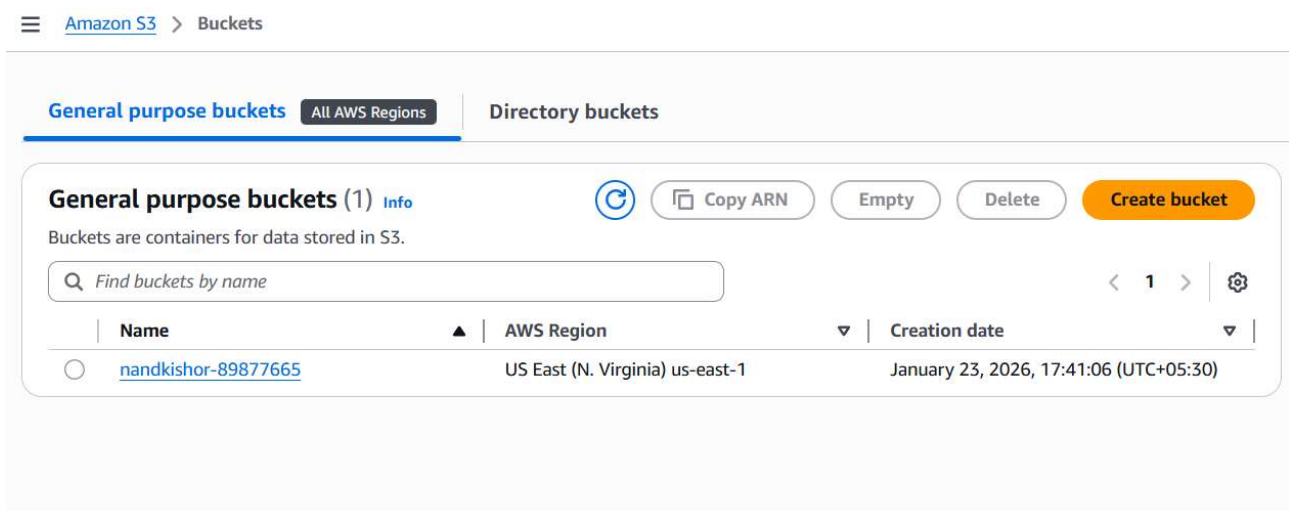 Amazon S3 > Buckets
General purpose buckets All AWS Regions Directory buckets
General purpose buckets (1) Info Copy ARN Empty Delete Create bucket
Buckets are containers for data stored in S3.
Find buckets by name 1
Name AWS Region Creation date
nandkishor-89877665 US East (N. Virginia) us-east-1 January 23, 2026, 17:41:06 (UTC+05:30)